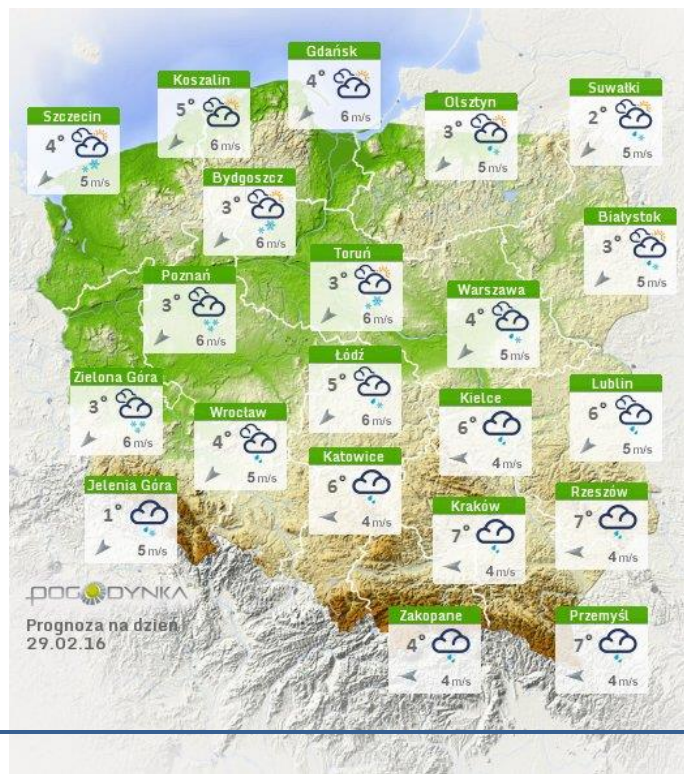 Gdańsk
4°
6 m/s
Koszalin
5°
6 m/s
Suwałki
2°
5 m/s
Olsztyn
3°
5 m/s
Szczecin
4°
5 m/s
Bydgoszcz
3°
6 m/s
Białystok
3°
5 m/s
Toruń
3°
6 m/s
Poznań
3°
6 m/s
Warszawa
4°
5 m/s
Łódź
5°
6 m/s
Zielona Góra
3°
6 m/s
Lublin
6°
5 m/s
Kielce
6°
4 m/s
Wrocław
4°
5 m/s
Katowice
6°
4 m/s
Jelenia Góra
1°
5 m/s
Rzeszów
7°
4 m/s
Kraków
7°
4 m/s
POGODYNKA
Prognoza na dzień
29.02.16
Zakopane
4°
4 m/s
Przemyśl
7°
4 m/s